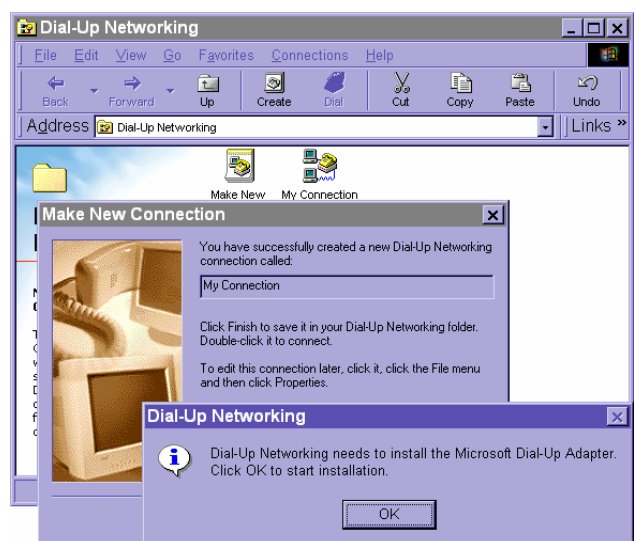 Dial-Up Networking
File Edit View Go Favorites Connections Help
Back Forward Up Create Dial Cut Copy Paste Undo
Address Dial-Up Networking Links »
Make New My Connection
Make New Connection
You have successfully created a new Dial-Up Networking
connection called:
My Connection
Click Finish to save it in your Dial-Up Networking folder.
Double-click it to connect.
To edit this connection later, click it, click the File menu
and then click Properties.
Dial-Up Networking
Dial-Up Networking needs to install the Microsoft Dial-Up Adapter.
Click OK to start installation.
OK